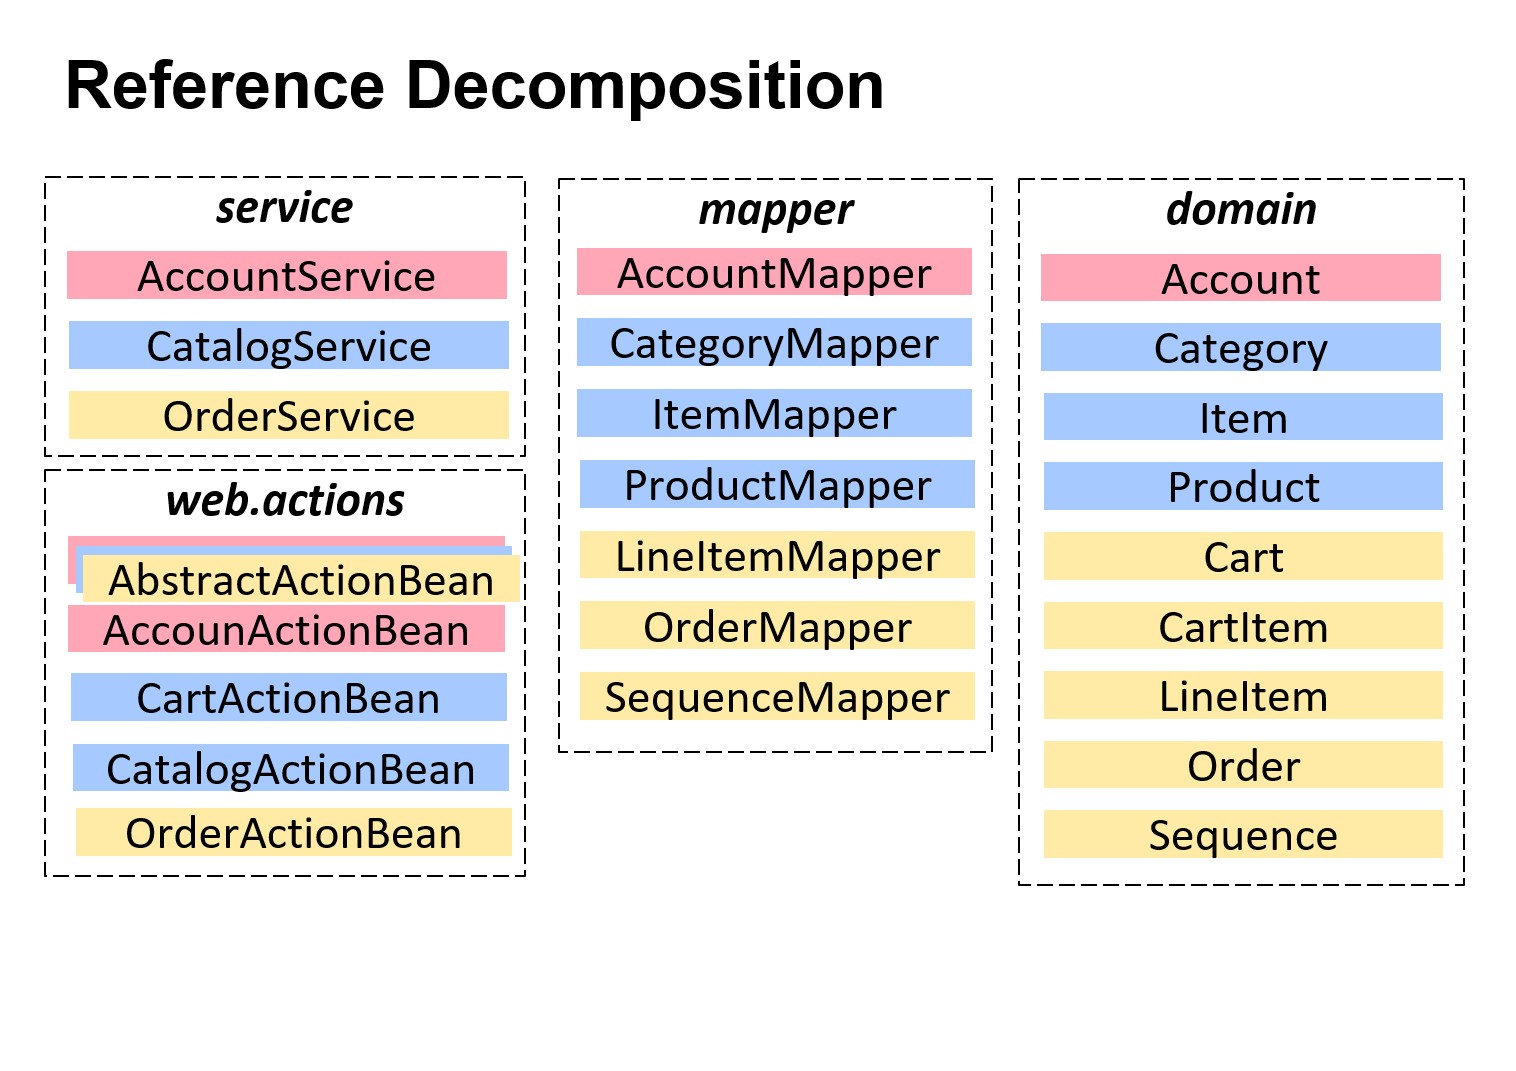 Reference Decomposition
service
AccountService
CatalogService
OrderService
web.actions
AbstractActionBean
AccounActionBean
CartActionBean
CatalogActionBean
OrderActionBean
mapper
AccountMapper
CategoryMapper
ItemMapper
ProductMapper
LineItemMapper
OrderMapper
SequenceMapper
domain
Account
Category
Item
Product
Cart
CartItem
LineItem
Order
Sequence